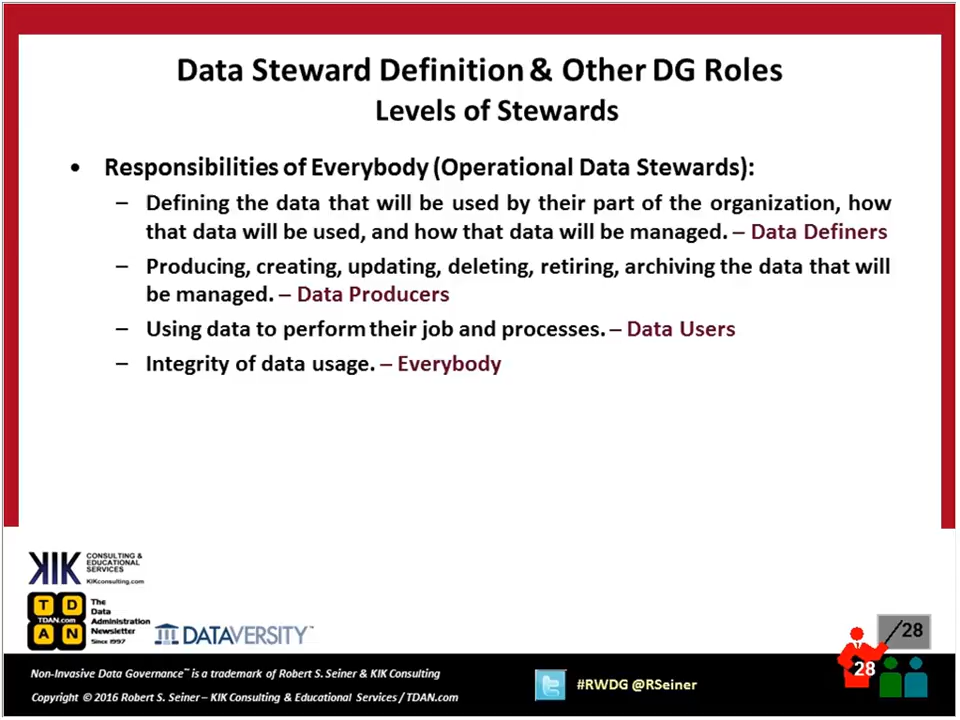 Data Steward Definition & Other DG Roles
Levels of Stewards
• Responsibilities of Everybody (Operational Data Stewards):
– Defining the data that will be used by their part of the organization, how
that data will be used, and how that data will be managed. – Data Definers
– Producing, creating, updating, deleting, retiring, archiving the data that will
be managed. – Data Producers
– Using data to perform their job and processes. – Data Users
– Integrity of data usage. – Everybody
KIK
CONSULTING &
EDUCATIONAL
SERVICES
KIKconsulting.com
T D
TDAN.com
A N
The
Data
Administration
Newsletter
Since 1997
DATAVERSITY™
/28
28
Non-Invasive Data Governance™ is a trademark of Robert S. Seiner & KIK Consulting
Copyright © 2016 Robert S. Seiner – KIK Consulting & Educational Services / TDAN.com
#RWDG @RSeiner